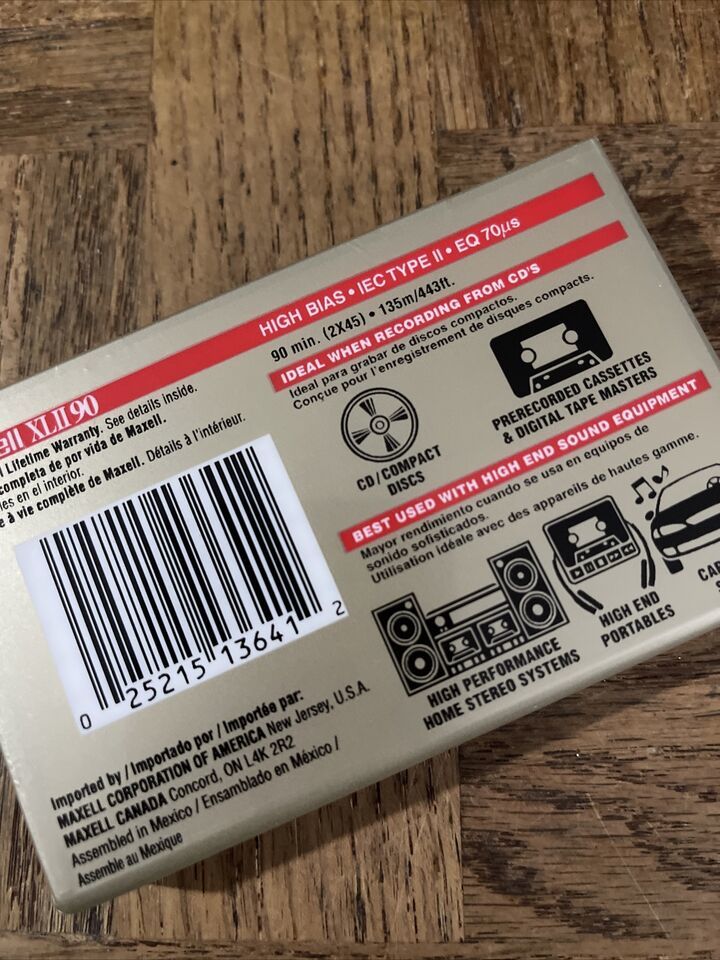 HIGH BIAS • IEC TYPE II • EQ 70µs
90 min. (2X45) • 135m/443ft.
IDEAL WHEN RECORDING FROM CD'S
Ideal para grabar de discos compactos.
Conçue pour l'enregistrement de disques compacts.
CD/COMPACT
DISCS
PRERECORDED CASSETTES
& DIGITAL TAPE MASTERS
BEST USED WITH HIGH END SOUND EQUIPMENT
Mayor rendimiento cuando se usa en equipos de
sonido sofisticados.
Utilisation idéale avec des appareils de hautes gamme.
HIGH PERFORMANCE
HOME STEREO SYSTEMS
HIGH END
PORTABLES
XLII 90
Lifetime Warranty. See details inside.
completa de por vida de Maxell.
en el interior.
à vie complète de Maxell. Détails à l'intérieur.
0 25215 13641 2
Imported by / Importado por / Importée par:
MAXELL CORPORATION OF AMERICA New Jersey, U.S.A.
MAXELL CANADA Concord, ON L4K 2R2
Assembled in Mexico / Ensamblado en México /
Assemble au Mexique